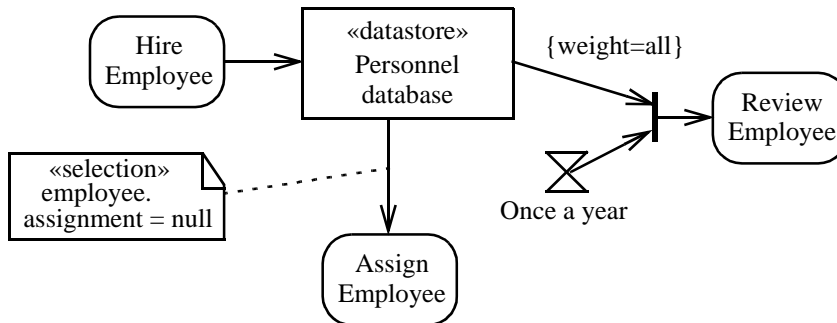 Hire
Employee
«datastore»
Personnel
database
{weight=all}
Review
Employee
«selection»
employee.
assignment = null
Once a year
Assign
Employee